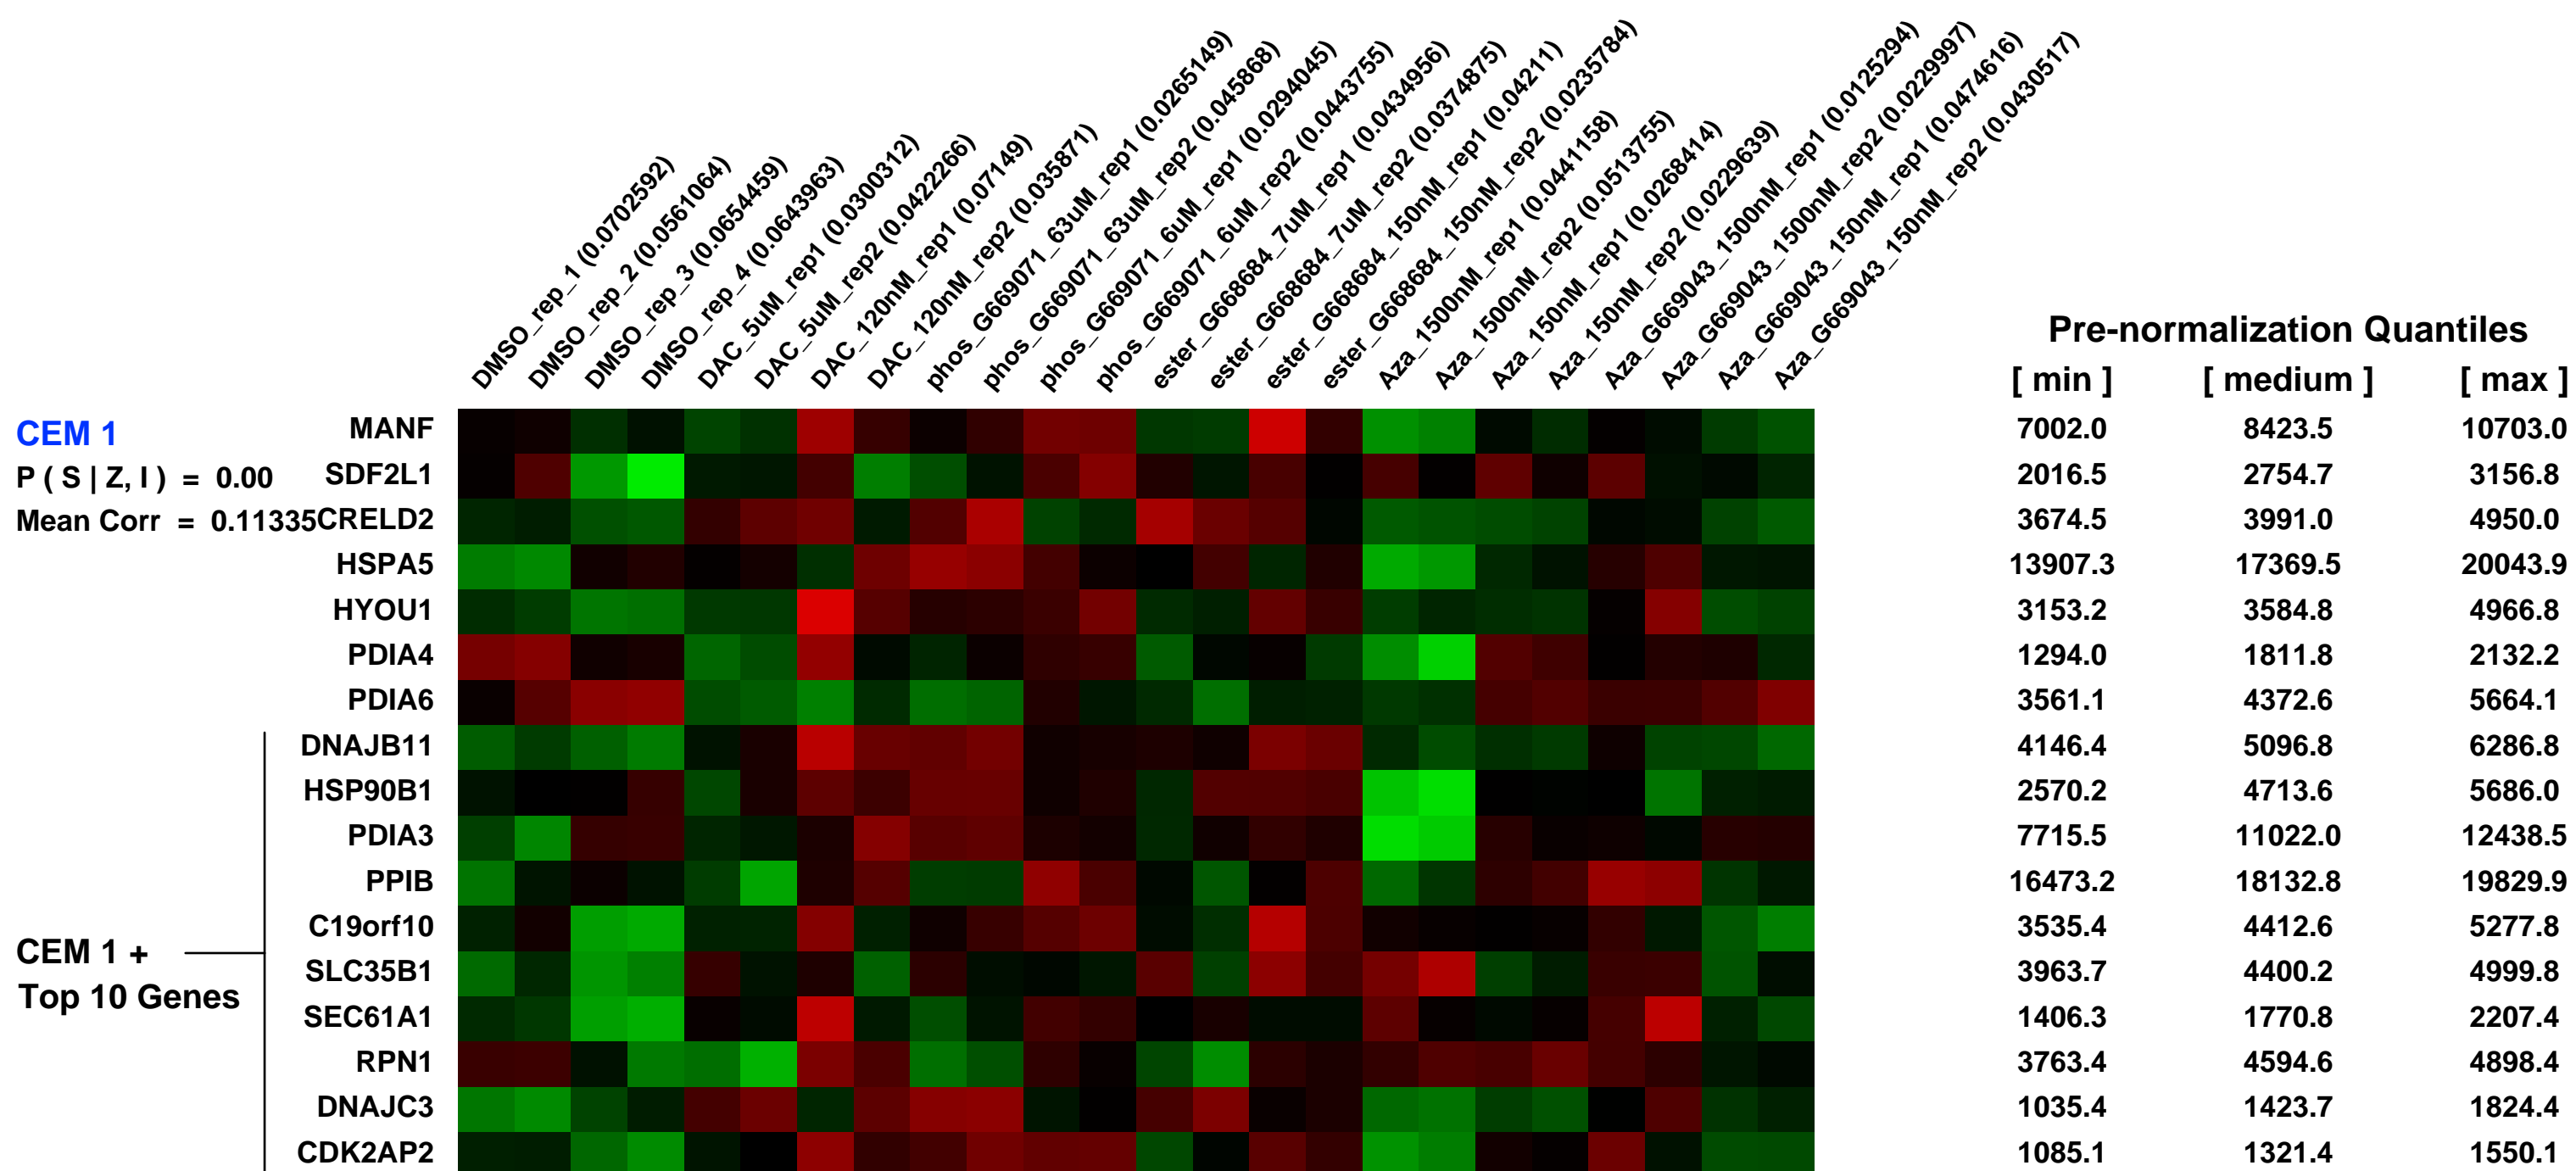 DMSO_rep_1 (0.0702592)
DMSO_rep_2 (0.0561064)
DMSO_rep_3 (0.0654459)
DMSO_rep_4 (0.0643963)
DAC_5uM_rep1 (0.0300312)
DAC_5uM_rep2 (0.0422266)
DAC_120nM_rep1 (0.07149)
DAC_120nM_rep2 (0.035871)
phos_G669071_63uM_rep1 (0.0265149)
phos_G669071_63uM_rep2 (0.045868)
phos_G669071_6uM_rep1 (0.0294045)
phos_G669071_6uM_rep2 (0.0443755)
ester_G668684_7uM_rep1 (0.0434956)
ester_G668684_7uM_rep2 (0.0374875)
ester_G668684_150nM_rep1 (0.04211)
ester_G668684_150nM_rep2 (0.0235784)
Aza_1500nM_rep1 (0.0441158)
Aza_1500nM_rep2 (0.0513755)
Aza_150nM_rep1 (0.0268414)
Aza_150nM_rep2 (0.0229639)
Aza_G669043_1500nM_rep1 (0.0125294)
Aza_G669043_1500nM_rep2 (0.0229997)
Aza_G669043_150nM_rep1 (0.0474616)
Aza_G669043_150nM_rep2 (0.0430517)
Pre-normalization Quantiles
[ min ] [ medium ] [ max ]
CEM 1
P ( S | Z, I ) = 0.00
Mean Corr = 0.11335
MANF 7002.0 8423.5 10703.0
SDF2L1 2016.5 2754.7 3156.8
CRELD2 3674.5 3991.0 4950.0
HSPA5 13907.3 17369.5 20043.9
HYOU1 3153.2 3584.8 4966.8
PDIA4 1294.0 1811.8 2132.2
PDIA6 3561.1 4372.6 5664.1
DNAJB11 4146.4 5096.8 6286.8
HSP90B1 2570.2 4713.6 5686.0
PDIA3 7715.5 11022.0 12438.5
PPIB 16473.2 18132.8 19829.9
C19orf10 3535.4 4412.6 5277.8
CEM 1 +
Top 10 Genes
SLC35B1 3963.7 4400.2 4999.8
SEC61A1 1406.3 1770.8 2207.4
RPN1 3763.4 4594.6 4898.4
DNAJC3 1035.4 1423.7 1824.4
CDK2AP2 1085.1 1321.4 1550.1